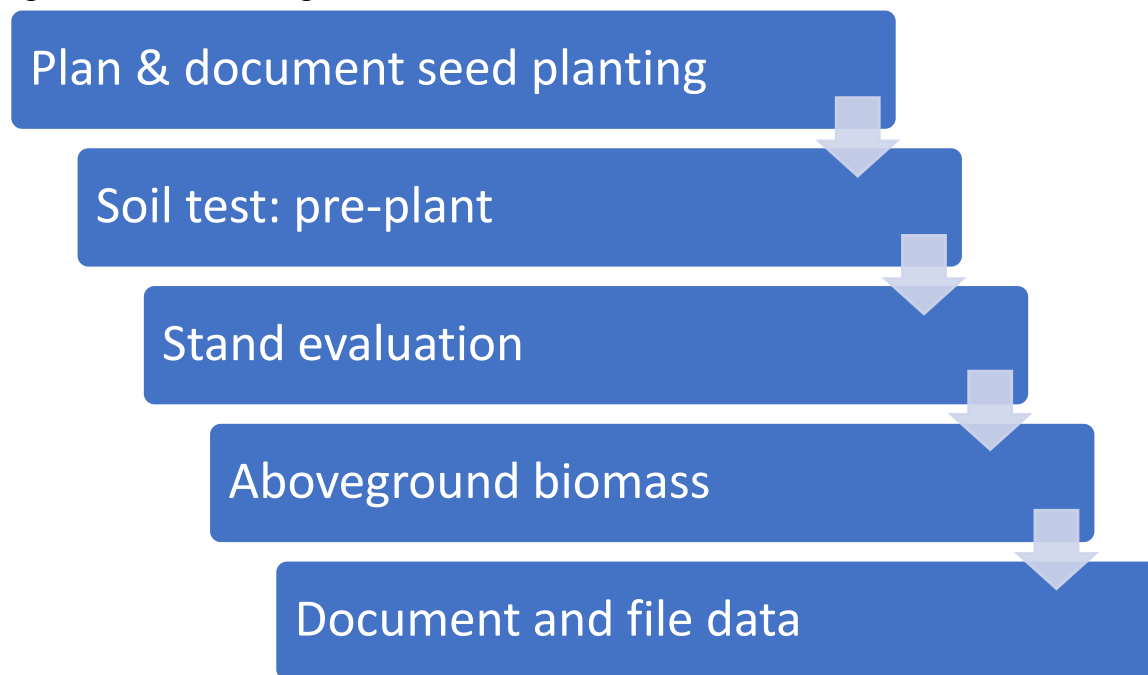 Plan & document seed planting
Soil test: pre-plant
Stand evaluation
Aboveground biomass
Document and file data